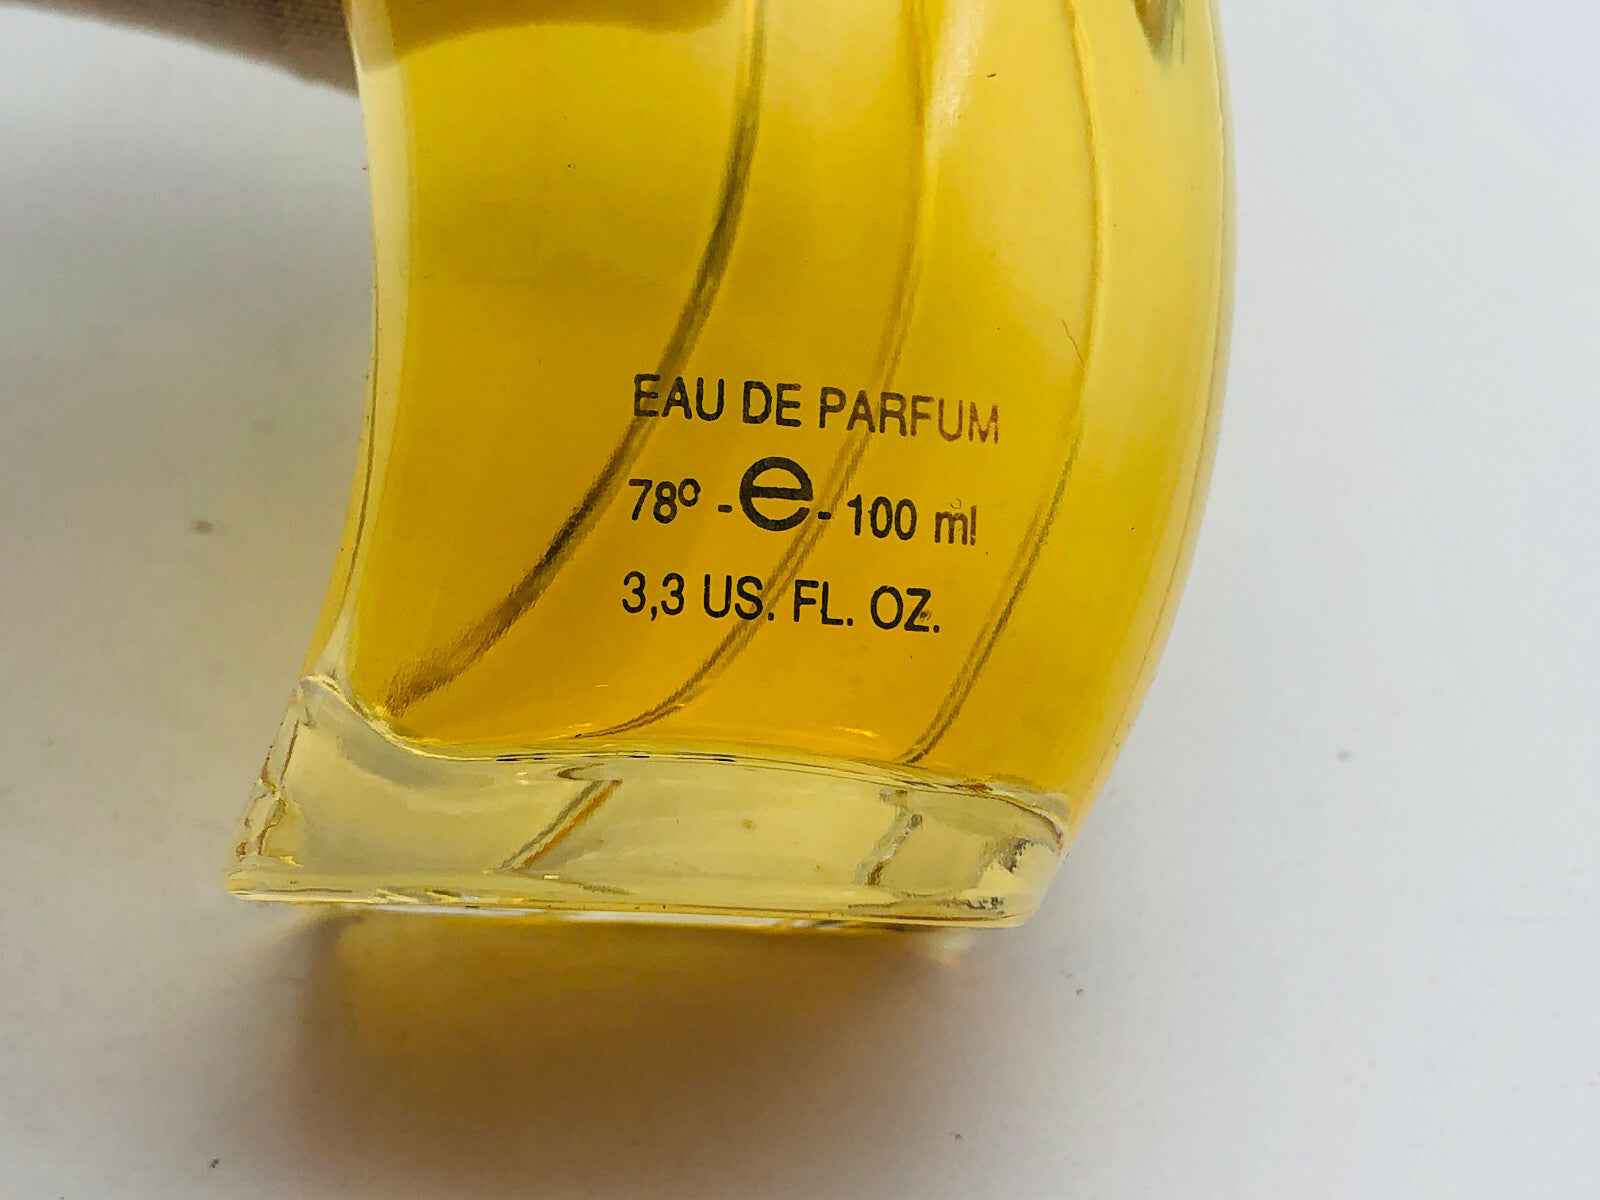 EAU DE PARFUM
78º - e - 100 ml
3,3 US. FL. OZ.